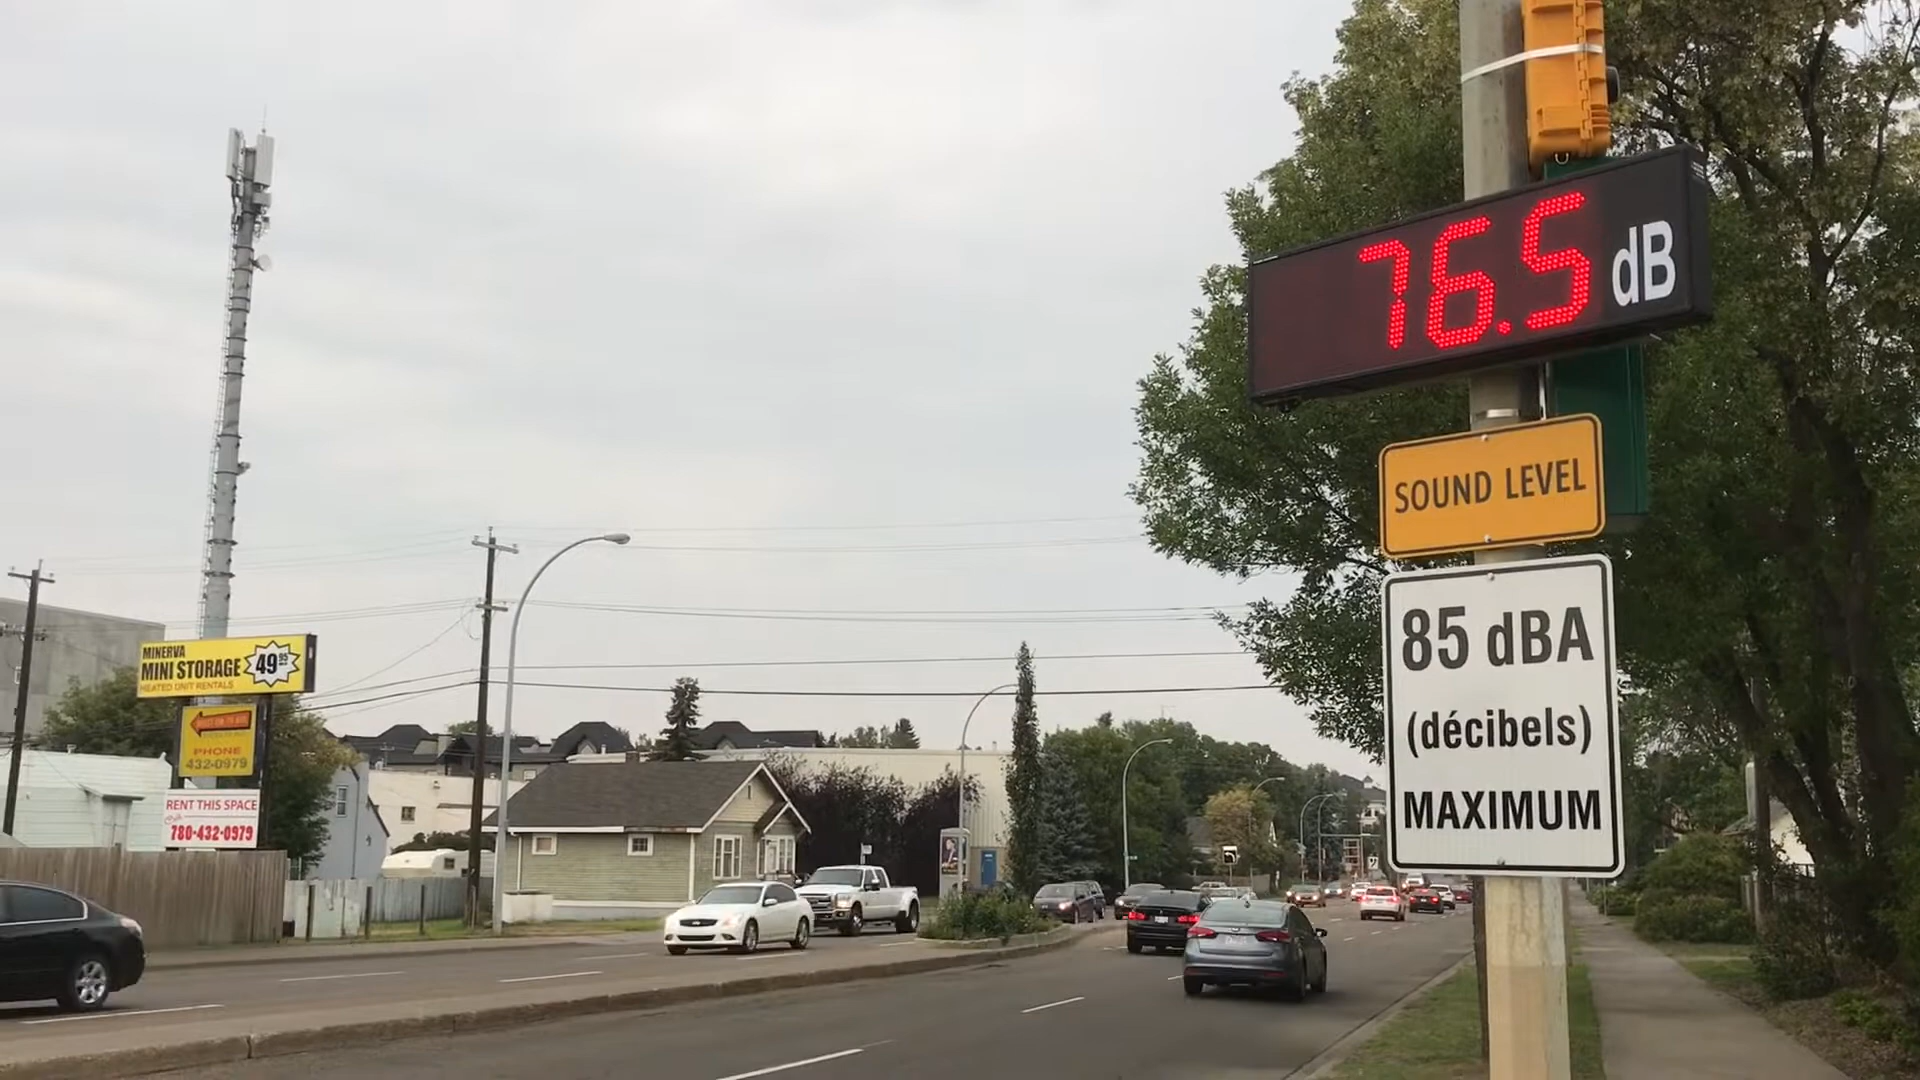 76.5 dB
SOUND LEVEL
85 dBA
(décibels)
MAXIMUM
MINERVA
MINI STORAGE 49 95
HEATED UNIT RENTALS
PHONE
432-0979
RENT THIS SPACE
Call
780-432-0979